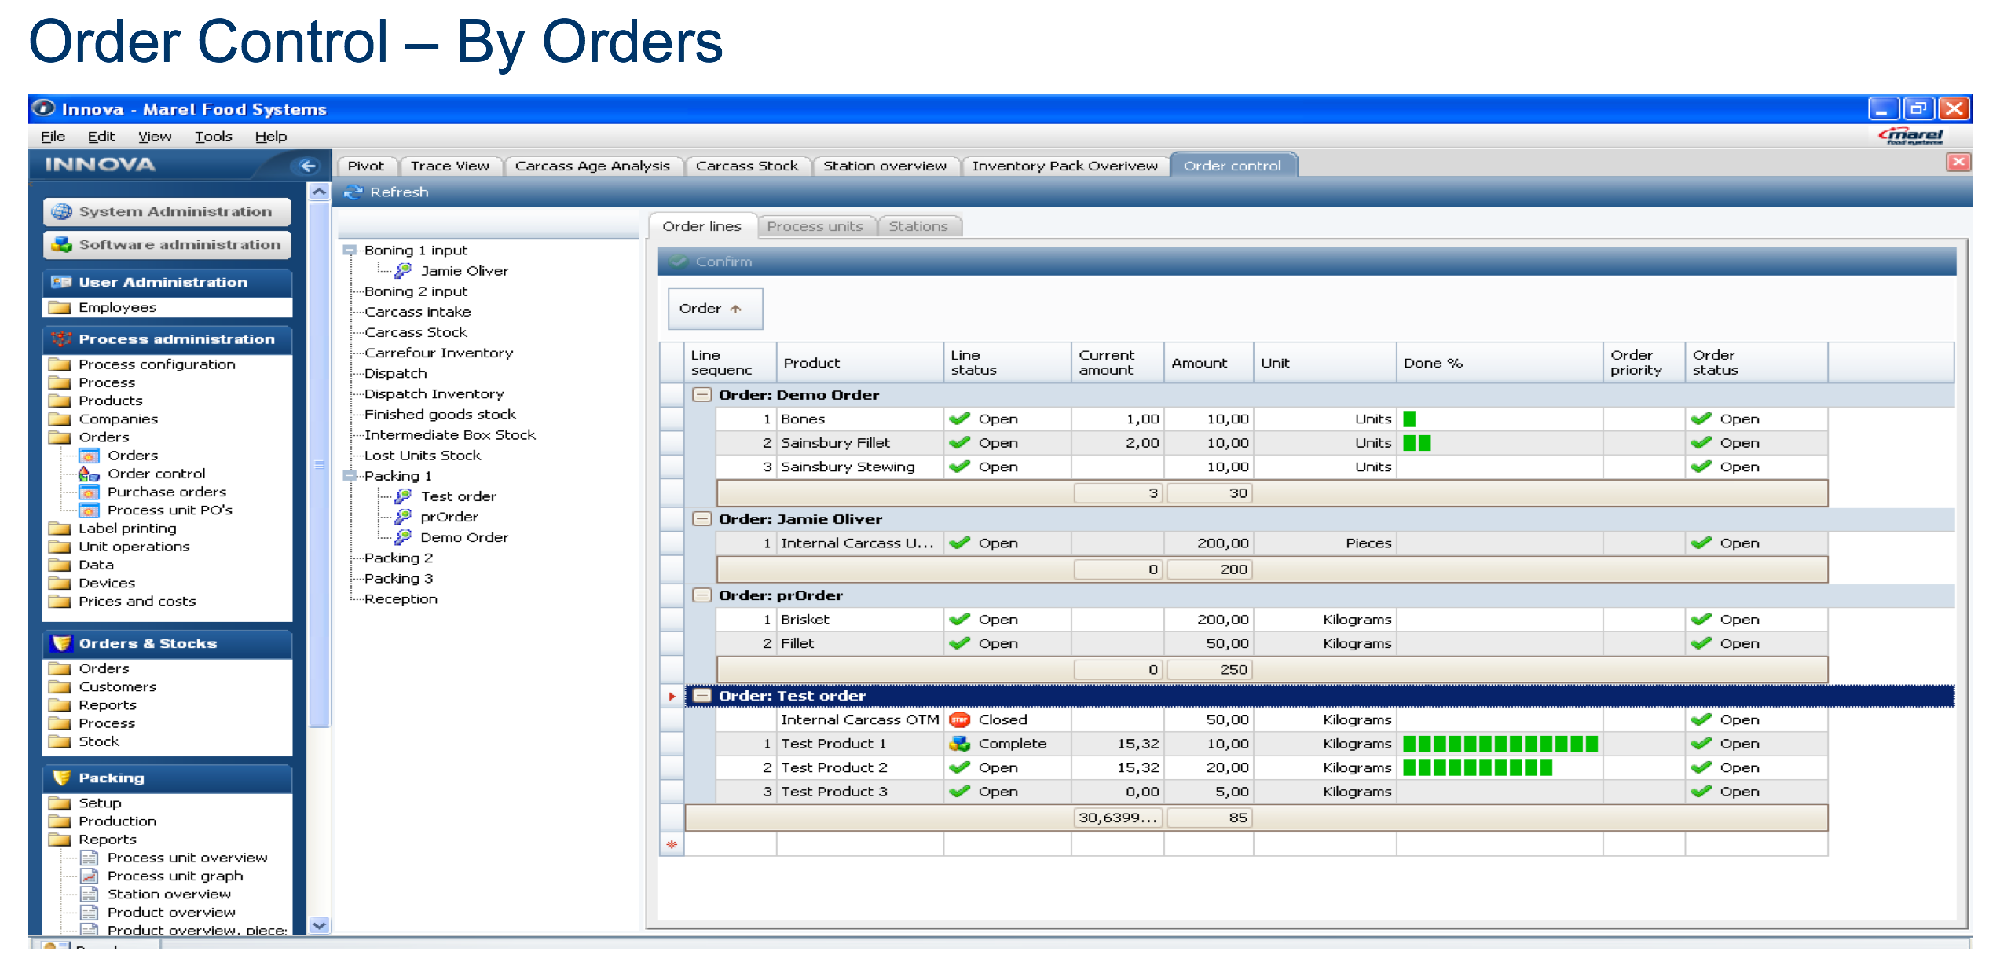 Order Control – By Orders
Innova - Marel Food Systems
File Edit View Tools Help
marel
food systems
INNOVA
Pivot Trace View Carcass Age Analysis Carcass Stock Station overview Inventory Pack Overivew Order control
Refresh
System Administration
Software administration
User Administration
Employees
Process administration
Process configuration
Process
Products
Companies
Orders
Orders
Order control
Purchase orders
Process unit PO's
Label printing
Unit operations
Data
Devices
Prices and costs
Orders & Stocks
Orders
Customers
Reports
Process
Stock
Packing
Setup
Production
Reports
Process unit overview
Process unit graph
Station overview
Product overview
Product overview, piece:
Boning 1 input
Jamie Oliver
Boning 2 input
Carcass Intake
Carcass Stock
Carrefour Inventory
Dispatch
Dispatch Inventory
Finished goods stock
Intermediate Box Stock
Lost Units Stock
Packing 1
Test order
prOrder
Demo Order
Packing 2
Packing 3
Reception
Order lines Process units Stations
Confirm
Order
Line sequenc Product Line status Current amount Amount Unit Done % Order priority Order status
Order: Demo Order
1 Bones Open 1,00 10,00 Units Open
2 Sainsbury Fillet Open 2,00 10,00 Units Open
3 Sainsbury Stewing Open 10,00 Units Open
3 30
Order: Jamie Oliver
1 Internal Carcass U... Open 200,00 Pieces Open
0 200
Order: prOrder
1 Brisket Open 200,00 Kilograms Open
2 Fillet Open 50,00 Kilograms Open
0 250
Order: Test order
Internal Carcass OTM Closed 50,00 Kilograms Open
1 Test Product 1 Complete 15,32 10,00 Kilograms Open
2 Test Product 2 Open 15,32 20,00 Kilograms Open
3 Test Product 3 Open 0,00 5,00 Kilograms Open
30,6399... 85